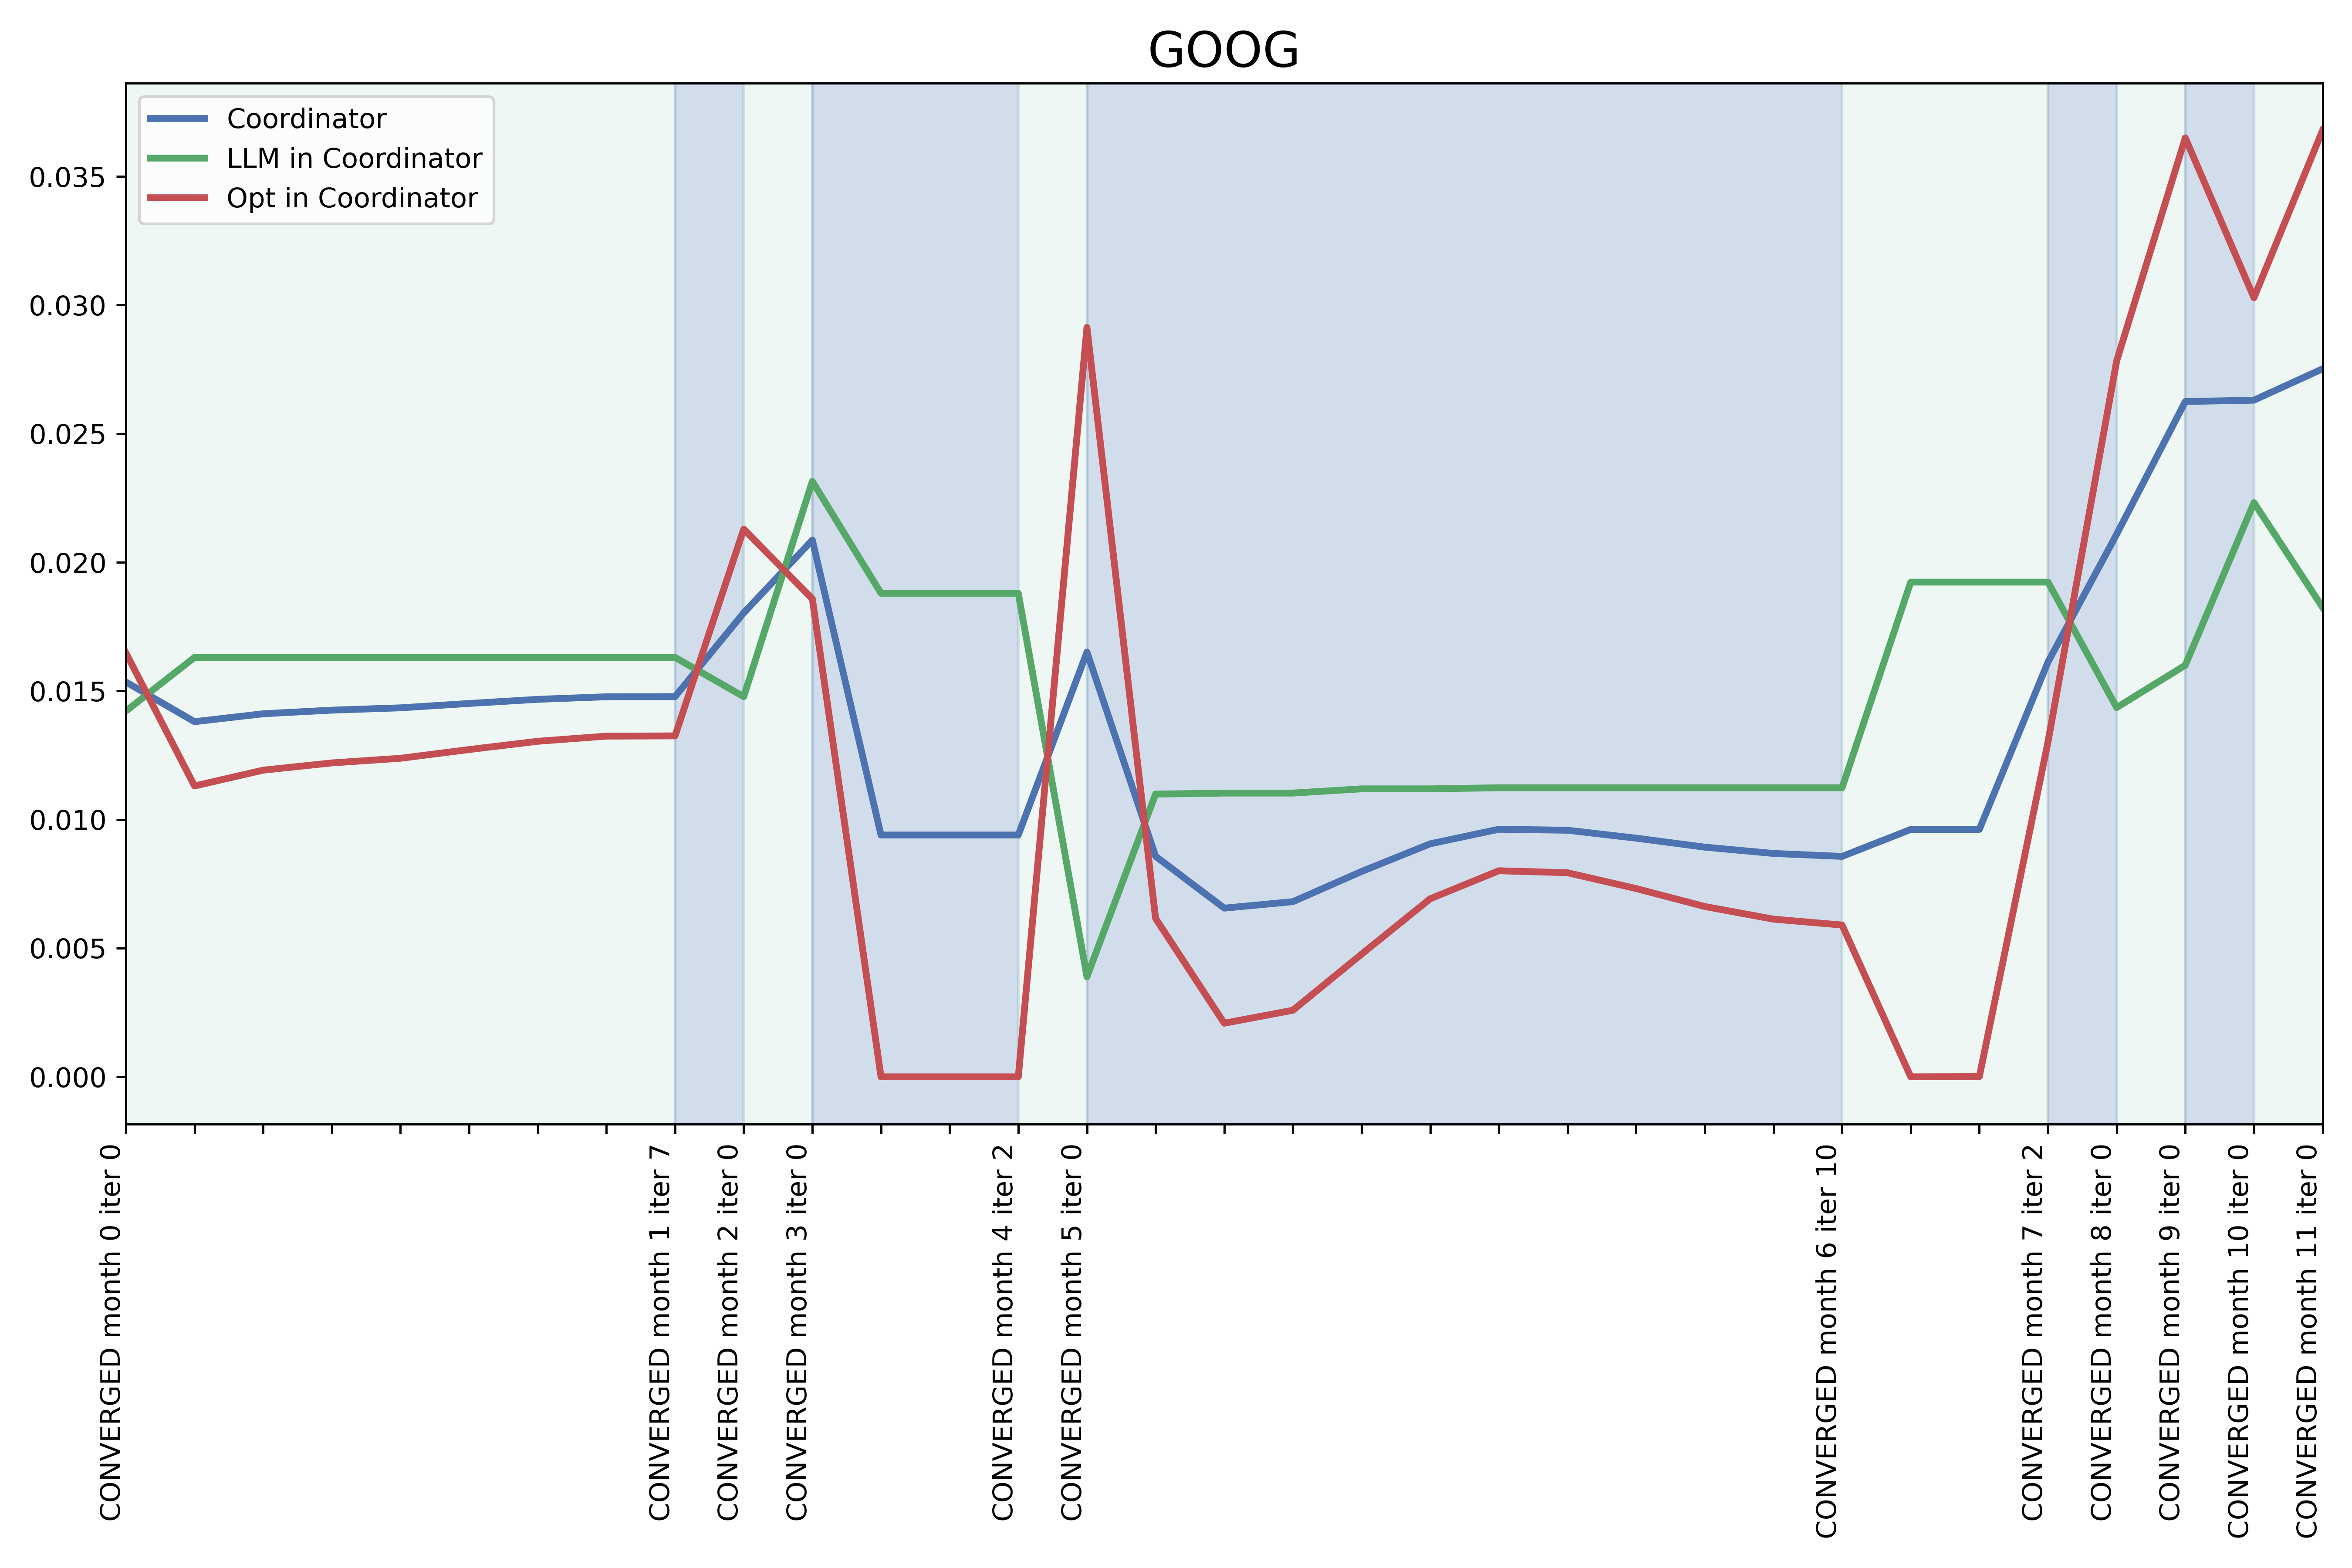 GOOG
Coordinator
LLM in Coordinator
Opt in Coordinator
0.035
0.030
0.025
0.020
0.015
0.010
0.005
0.000
CONVERGED month 0 iter 0
CONVERGED month 1 iter 7
CONVERGED month 2 iter 0
CONVERGED month 3 iter 0
CONVERGED month 4 iter 2
CONVERGED month 5 iter 0
CONVERGED month 6 iter 10
CONVERGED month 7 iter 2
CONVERGED month 8 iter 0
CONVERGED month 9 iter 0
CONVERGED month 10 iter 0
CONVERGED month 11 iter 0